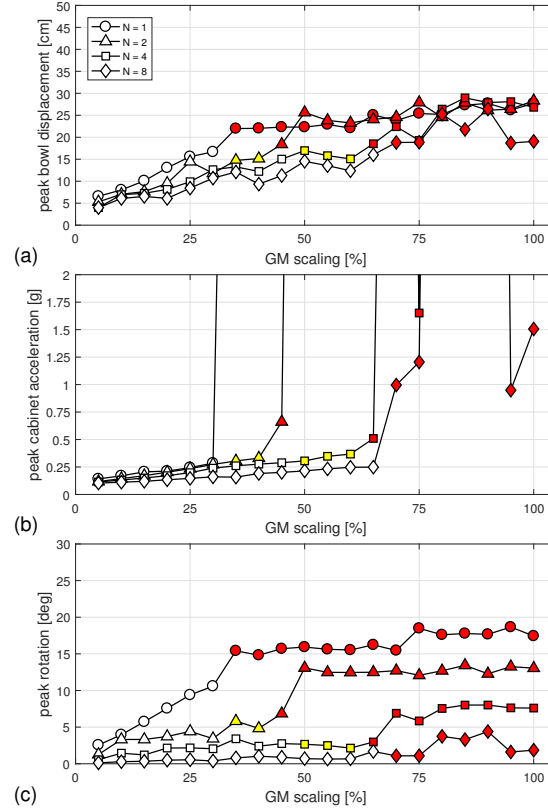 50
45
40
35
30
25
20
15
10
5
0
peak bowl displacement [cm]
N = 1
N = 2
N = 4
N = 8
0 25 50 75 100
GM scaling [%]
(a)
2
1.75
1.5
1.25
1
0.75
0.5
0.25
0
peak cabinet acceleration [g]
0 25 50 75 100
GM scaling [%]
(b)
30
25
20
15
10
5
0
peak rotation [deg]
0 25 50 75 100
GM scaling [%]
(c)